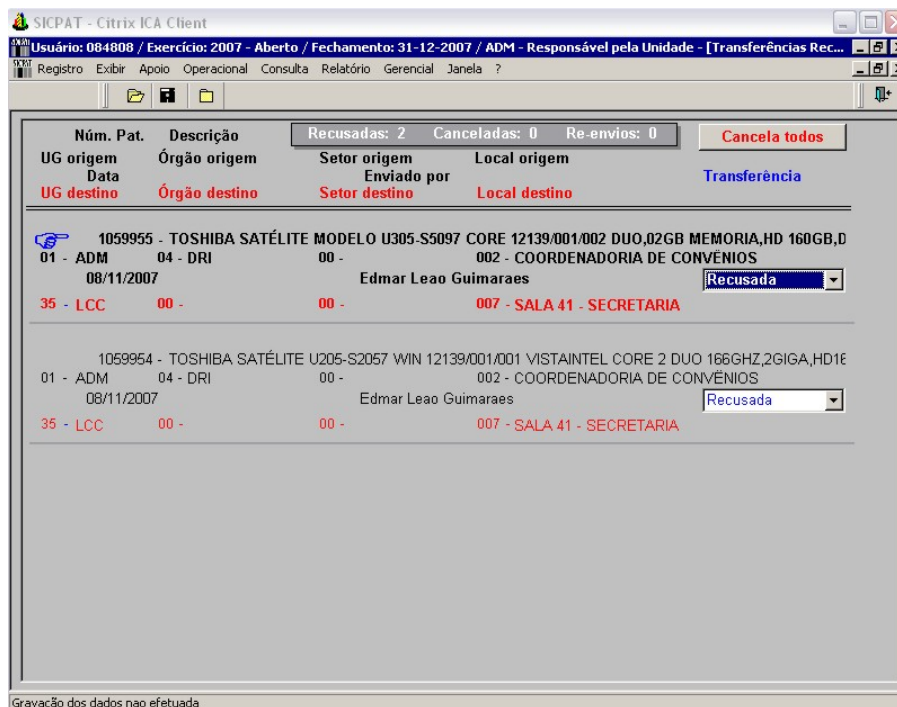 SICPAT - Citrix ICA Client
Usuário: 084808 / Exercício: 2007 - Aberto / Fechamento: 31-12-2007 / ADM - Responsável pela Unidade - [Transferências Rec...
Registro Exibir Apoio Operacional Consulta Relatório Gerencial Janela ?
Núm. Pat. Descrição Recusadas: 2 Canceladas: 0 Re-envios: 0 Cancela todos
UG origem Órgão origem Setor origem Local origem
Data Enviado por Transferência
UG destino Órgão destino Setor destino Local destino
1059955 - TOSHIBA SATÉLITE MODELO U305-S5097 CORE 12139/001/002 DUO,02GB MEMORIA,HD 160GB,D
01 - ADM 04 - DRI 00 - 002 - COORDENADORIA DE CONVÊNIOS
08/11/2007 Edmar Leao Guimaraes Recusada
35 - LCC 00 - 00 - 007 - SALA 41 - SECRETARIA
1059954 - TOSHIBA SATÉLITE U205-S2057 WIN 12139/001/001 VISTAINTEL CORE 2 DUO 166GHZ,2GIGA,HD16
01 - ADM 04 - DRI 00 - 002 - COORDENADORIA DE CONVÊNIOS
08/11/2007 Edmar Leao Guimaraes Recusada
35 - LCC 00 - 00 - 007 - SALA 41 - SECRETARIA
Gravação dos dados nao efetuada